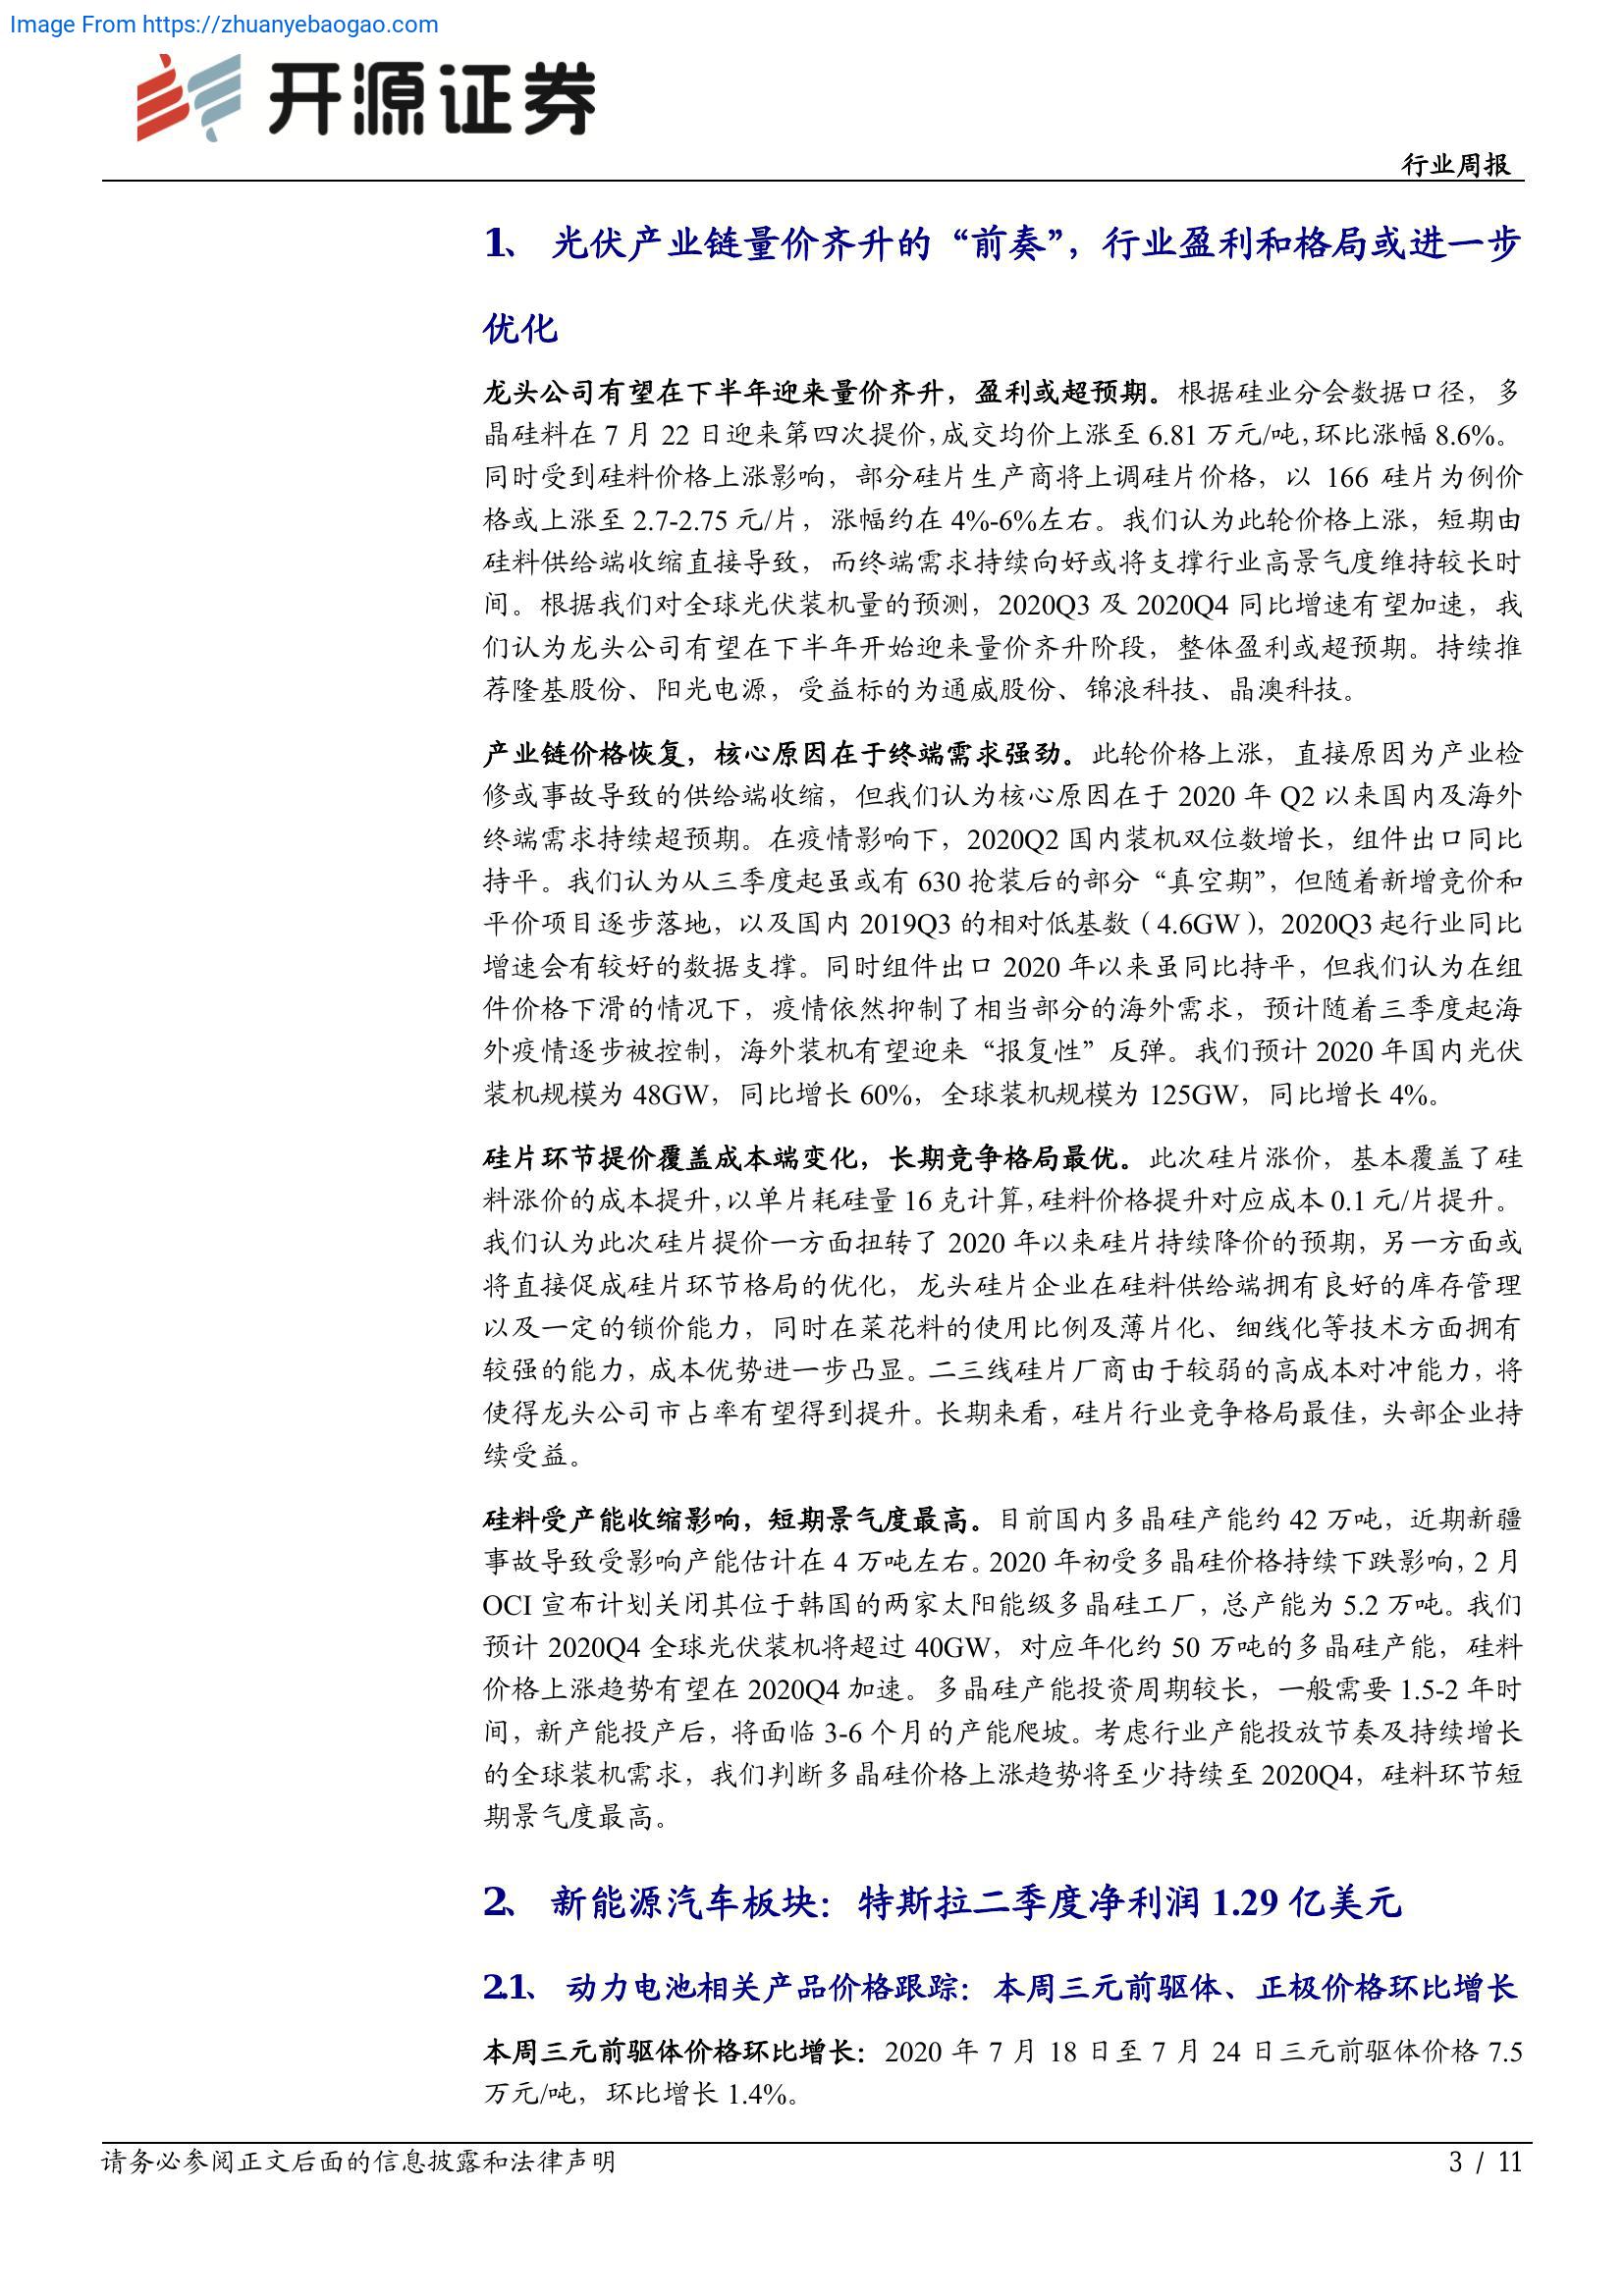 Image From https://zhuanyebaogao.com
开源证券
行业周报
1、 光伏产业链量价齐升的“前奏”，行业盈利和格局或进一步
优化
龙头公司有望在下半年迎来量价齐升，盈利或超预期。根据硅业分会数据口径，多
晶硅料在 7 月 22 日迎来第四次提价，成交均价上涨至 6.81 万元/吨，环比涨幅 8.6%。
同时受到硅料价格上涨影响，部分硅片生产商将上调硅片价格，以 166 硅片为例价
格或上涨至 2.7-2.75 元/片，涨幅约在 4%-6%左右。我们认为此轮价格上涨，短期由
硅料供给端收缩直接导致，而终端需求持续向好或将支撑行业高景气度维持较长时
间。根据我们对全球光伏装机量的预测，2020Q3 及 2020Q4 同比增速有望加速，我
们认为龙头公司有望在下半年开始迎来量价齐升阶段，整体盈利或超预期。持续推
荐隆基股份、阳光电源，受益标的为通威股份、锦浪科技、晶澳科技。
产业链价格恢复，核心原因在于终端需求强劲。此轮价格上涨，直接原因为产业检
修或事故导致的供给端收缩，但我们认为核心原因在于 2020 年 Q2 以来国内及海外
终端需求持续超预期。在疫情影响下，2020Q2 国内装机双位数增长，组件出口同比
持平。我们认为从三季度起虽或有 630 抢装后的部分“真空期”，但随着新增竞价和
平价项目逐步落地，以及国内 2019Q3 的相对低基数（4.6GW），2020Q3 起行业同比
增速会有较好的数据支撑。同时组件出口 2020 年以来虽同比持平，但我们认为在组
件价格下滑的情况下，疫情依然抑制了相当部分的海外需求，预计随着三季度起海
外疫情逐步被控制，海外装机有望迎来“报复性”反弹。我们预计 2020 年国内光伏
装机规模为 48GW，同比增长 60%，全球装机规模为 125GW，同比增长 4%。
硅片环节提价覆盖成本端变化，长期竞争格局最优。此次硅片涨价，基本覆盖了硅
料涨价的成本提升，以单片耗硅量 16 克计算，硅料价格提升对应成本 0.1 元/片提升。
我们认为此次硅片提价一方面扭转了 2020 年以来硅片持续降价的预期，另一方面或
将直接促成硅片环节格局的优化，龙头硅片企业在硅料供给端拥有良好的库存管理
以及一定的锁价能力，同时在菜花料的使用比例及薄片化、细线化等技术方面拥有
较强的能力，成本优势进一步凸显。二三线硅片厂商由于较弱的高成本对冲能力，将
使得龙头公司市占率有望得到提升。长期来看，硅片行业竞争格局最佳，头部企业持
续受益。
硅料受产能收缩影响，短期景气度最高。目前国内多晶硅产能约 42 万吨，近期新疆
事故导致受影响产能估计在 4 万吨左右。2020 年初受多晶硅价格持续下跌影响，2 月
OCI 宣布计划关闭其位于韩国的两家太阳能级多晶硅工厂，总产能为 5.2 万吨。我们
预计 2020Q4 全球光伏装机将超过 40GW，对应年化约 50 万吨的多晶硅产能，硅料
价格上涨趋势有望在 2020Q4 加速。多晶硅产能投资周期较长，一般需要 1.5-2 年时
间，新产能投产后，将面临 3-6 个月的产能爬坡。考虑行业产能投放节奏及持续增长
的全球装机需求，我们判断多晶硅价格上涨趋势将至少持续至 2020Q4，硅料环节短
期景气度最高。
2、 新能源汽车板块：特斯拉二季度净利润 1.29 亿美元
2.1、 动力电池相关产品价格跟踪：本周三元前驱体、正极价格环比增长
本周三元前驱体价格环比增长：2020 年 7 月 18 日至 7 月 24 日三元前驱体价格 7.5
万元/吨，环比增长 1.4%。
请务必参阅正文后面的信息披露和法律声明
3 / 11